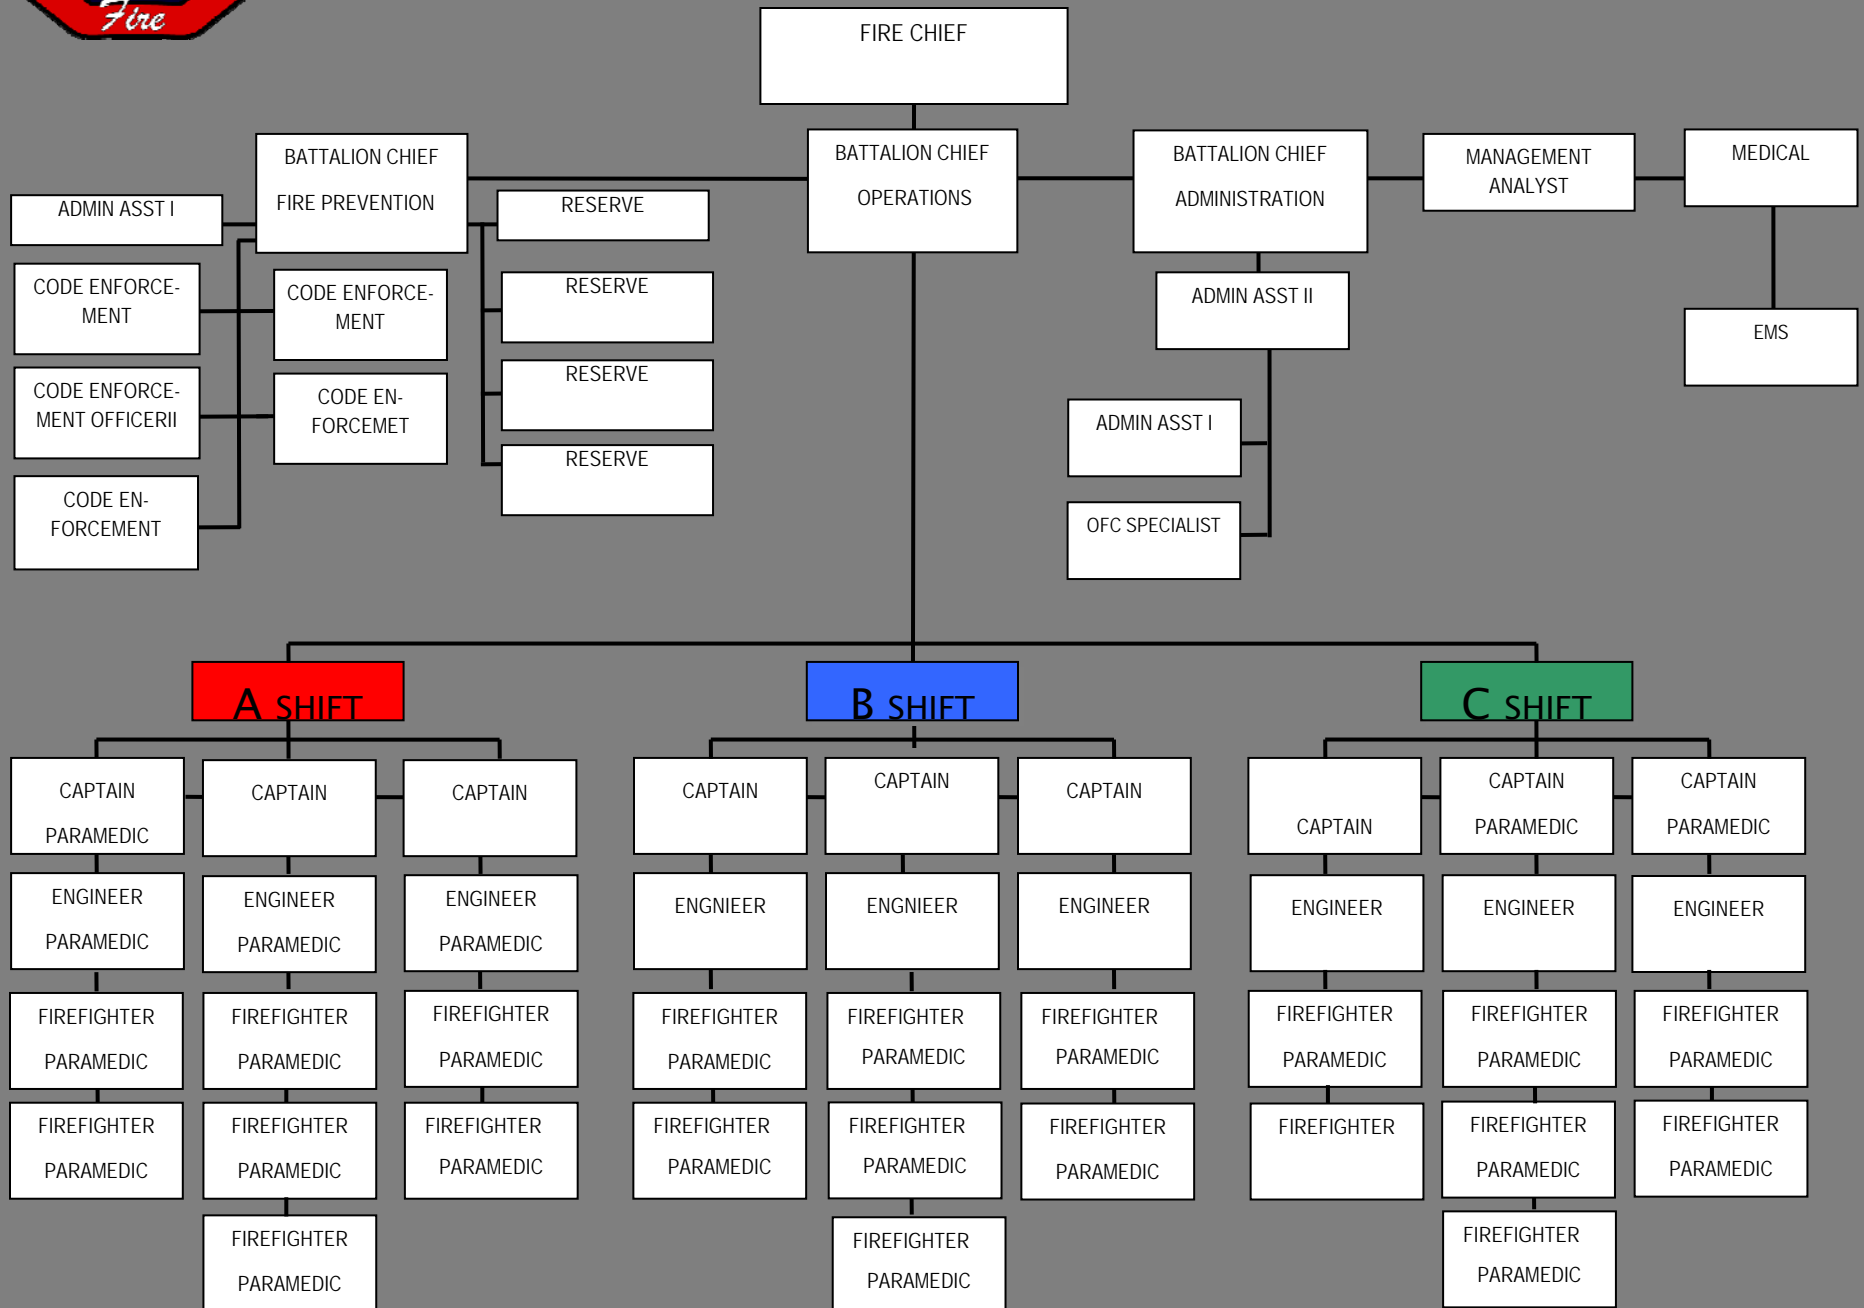 Fire
FIRE CHIEF
BATTALION CHIEF
FIRE PREVENTION
BATTALION CHIEF
OPERATIONS
BATTALION CHIEF
ADMINISTRATION
MANAGEMENT
ANALYST
MEDICAL
EMS
ADMIN ASST I
CODE ENFORCE-
MENT
CODE ENFORCE-
MENT
CODE ENFORCE-
MENT OFFICERII
CODE EN-
FORCEMET
CODE EN-
FORCEMENT
RESERVE
RESERVE
RESERVE
RESERVE
ADMIN ASST II
ADMIN ASST I
OFC SPECIALIST
A SHIFT
CAPTAIN
PARAMEDIC
CAPTAIN
CAPTAIN
ENGINEER
PARAMEDIC
ENGINEER
PARAMEDIC
ENGINEER
PARAMEDIC
FIREFIGHTER
PARAMEDIC
FIREFIGHTER
PARAMEDIC
FIREFIGHTER
PARAMEDIC
FIREFIGHTER
PARAMEDIC
FIREFIGHTER
PARAMEDIC
FIREFIGHTER
PARAMEDIC
FIREFIGHTER
PARAMEDIC
B SHIFT
CAPTAIN
CAPTAIN
CAPTAIN
ENGNIEER
ENGNIEER
ENGINEER
FIREFIGHTER
PARAMEDIC
FIREFIGHTER
PARAMEDIC
FIREFIGHTER
PARAMEDIC
FIREFIGHTER
PARAMEDIC
FIREFIGHTER
PARAMEDIC
FIREFIGHTER
PARAMEDIC
FIREFIGHTER
PARAMEDIC
C SHIFT
CAPTAIN
CAPTAIN
PARAMEDIC
CAPTAIN
PARAMEDIC
ENGINEER
ENGINEER
ENGINEER
FIREFIGHTER
PARAMEDIC
FIREFIGHTER
PARAMEDIC
FIREFIGHTER
PARAMEDIC
FIREFIGHTER
FIREFIGHTER
PARAMEDIC
FIREFIGHTER
PARAMEDIC
FIREFIGHTER
PARAMEDIC